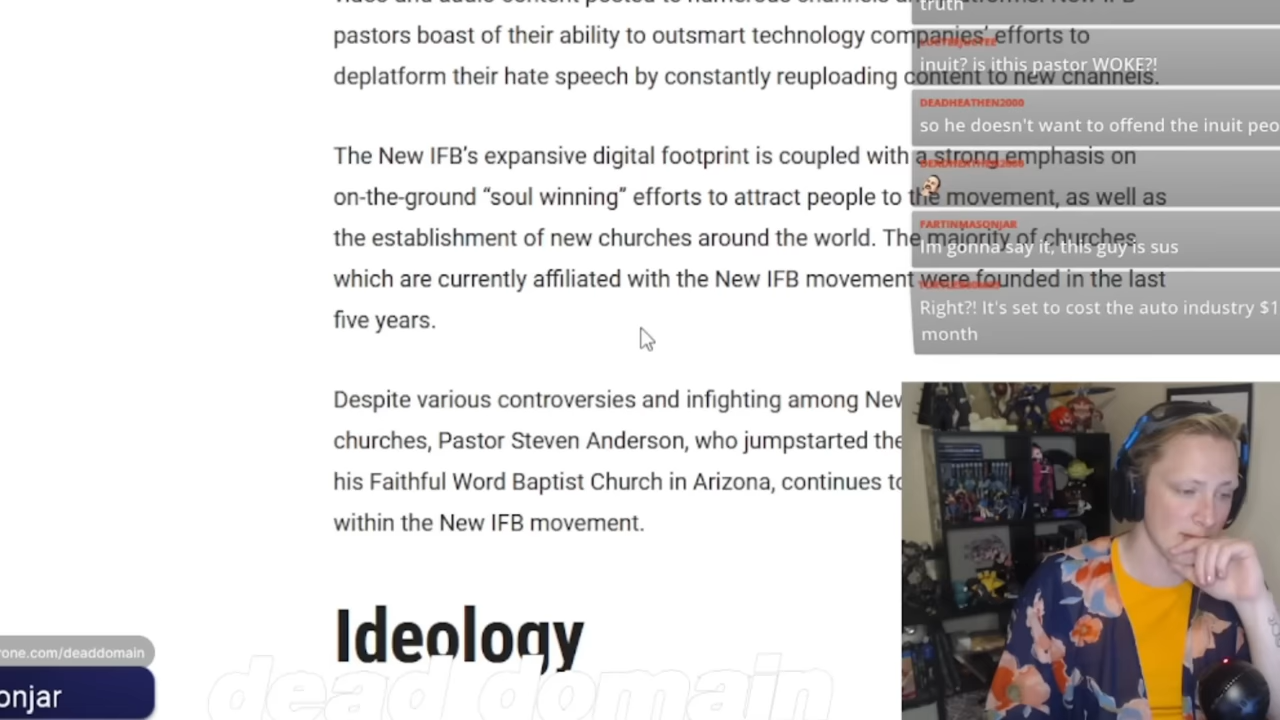 pastors boast of their ability to outsmart technology companies' efforts to
deplatform their hate speech by constantly reuploading content to new channels.
The New IFB's expansive digital footprint is coupled with a strong emphasis on
on-the-ground “soul winning” efforts to attract people to the movement, as well as
the establishment of new churches around the world. The majority of churches
which are currently affiliated with the New IFB movement were founded in the last
five years.
Despite various controversies and infighting among New
churches, Pastor Steven Anderson, who jumpstarted the
his Faithful Word Baptist Church in Arizona, continues to
within the New IFB movement.
Ideology
truth
inuit? is ithis pastor WOKE?!
DEADHEATHEN2000
so he doesn't want to offend the inuit peo
DEADHEATHEN2000
FARTINMASONJAR
Im gonna say it, this guy is sus
Right?! It's set to cost the auto industry $1
month
rone.com/deaddomain
onjar
dead domain